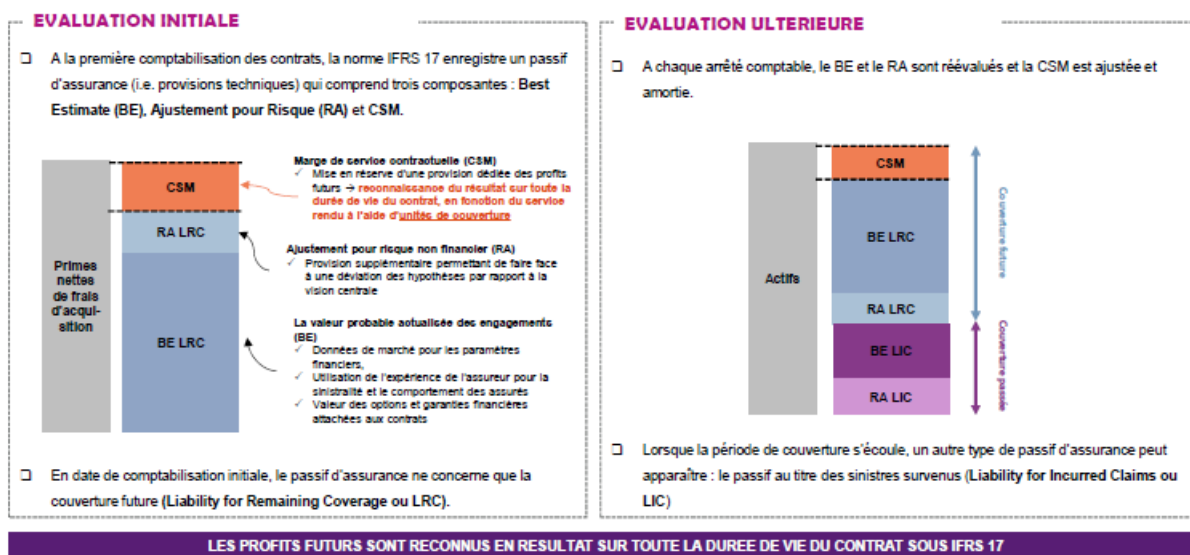 EVALUATION INITIALE
❑ A la première comptabilisation des contrats, la norme IFRS 17 enregistre un passif
d'assurance (i.e. provisions techniques) qui comprend trois composantes : Best
Estimate (BE), Ajustement pour Risque (RA) et CSM.
Primes
nettes
de frais
d'acqui-
sition
CSM
RA LRC
BE LRC
Marge de service contractuelle (CSM)
✓ Mise en réserve d'une provision dédiée des profits
futurs → reconnaissance du résultat sur toute la
durée de vie du contrat, en fonction du service
rendu à l'aide d'unités de couverture
Ajustement pour risque non financier (RA)
✓ Provision supplémentaire permettant de faire face
à une déviation des hypothèses par rapport à la
vision centrale
La valeur probable actualisée des engagements
(BE)
✓ Données de marché pour les paramètres
financiers,
✓ Utilisation de l'expérience de l'assureur pour la
sinistralité et le comportement des assurés
✓ Valeur des options et garanties financières
attachées aux contrats
❑ En date de comptabilisation initiale, le passif d'assurance ne concerne que la
couverture future (Liability for Remaining Coverage ou LRC).
EVALUATION ULTERIEURE
❑ A chaque arrêté comptable, le BE et le RA sont réévalués et la CSM est ajustée et
amortie.
Actifs
CSM
BE LRC
RA LRC
BE LIC
RA LIC
Couverture future
Couverture passée
❑ Lorsque la période de couverture s'écoule, un autre type de passif d'assurance peut
apparaître : le passif au titre des sinistres survenus (Liability for Incurred Claims ou
LIC)
LES PROFITS FUTURS SONT RECONNUS EN RESULTAT SUR TOUTE LA DUREE DE VIE DU CONTRAT SOUS IFRS 17